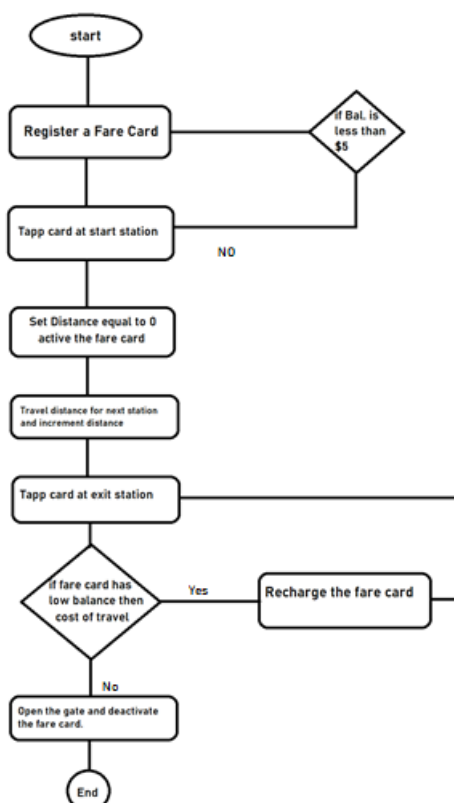 start
Register a Fare Card
if Bal. is
less than
$5
Tapp card at start station
NO
Set Distance equal to 0
active the fare card
Travel distance for next station
and increment distance
Tapp card at exit station
if fare card has
low balance then
cost of travel
Yes
Recharge the fare card
No
Open the gate and deactivate
the fare card.
End